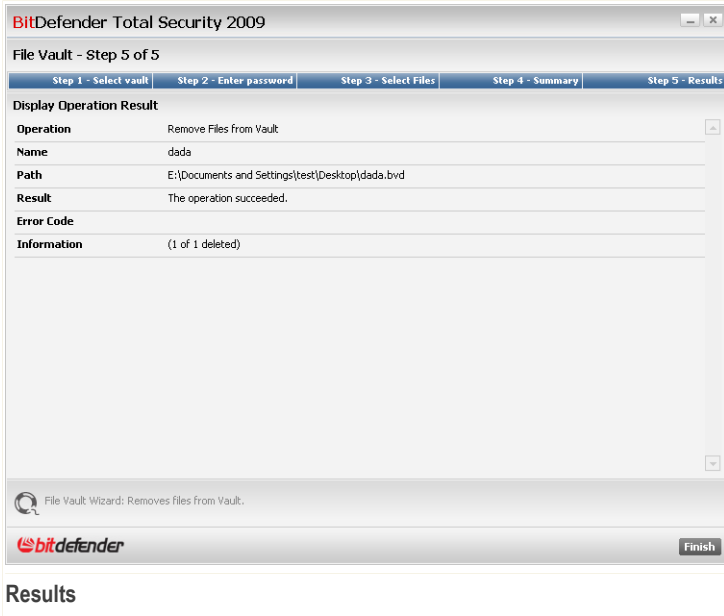 BitDefender Total Security 2009
File Vault - Step 5 of 5
Step 1 - Select vault Step 2 - Enter password Step 3 - Select Files Step 4 - Summary Step 5 - Results
Display Operation Result
Operation Remove Files from Vault
Name dada
Path E:\Documents and Settings\test\Desktop\dada.bvd
Result The operation succeeded.
Error Code
Information (1 of 1 deleted)
File Vault Wizard: Removes files from Vault.
bitdefender
Finish
Results